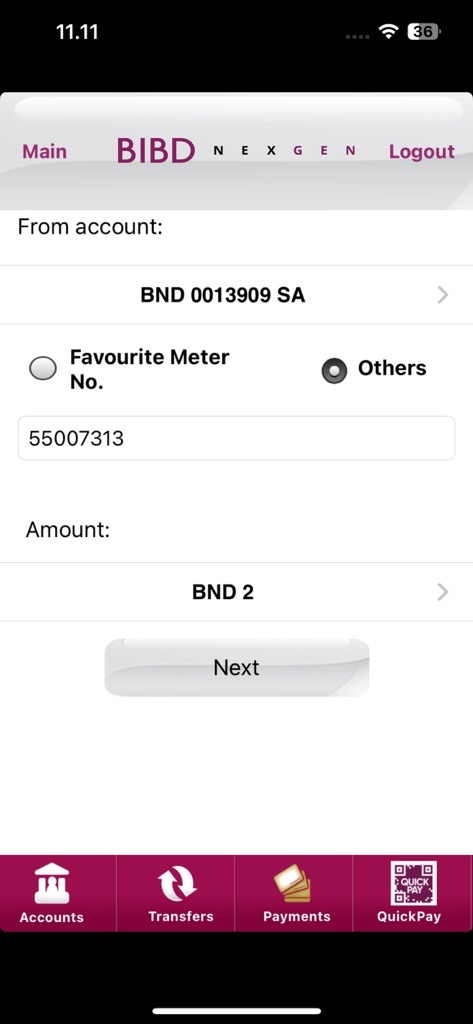 11.11
36
Main BIBD NEXGEN Logout
From account:
BND 0013909 SA
Favourite Meter
No.
Others
55007313
Amount:
BND 2
Next
QUICK
PAY
Accounts Transfers Payments QuickPay